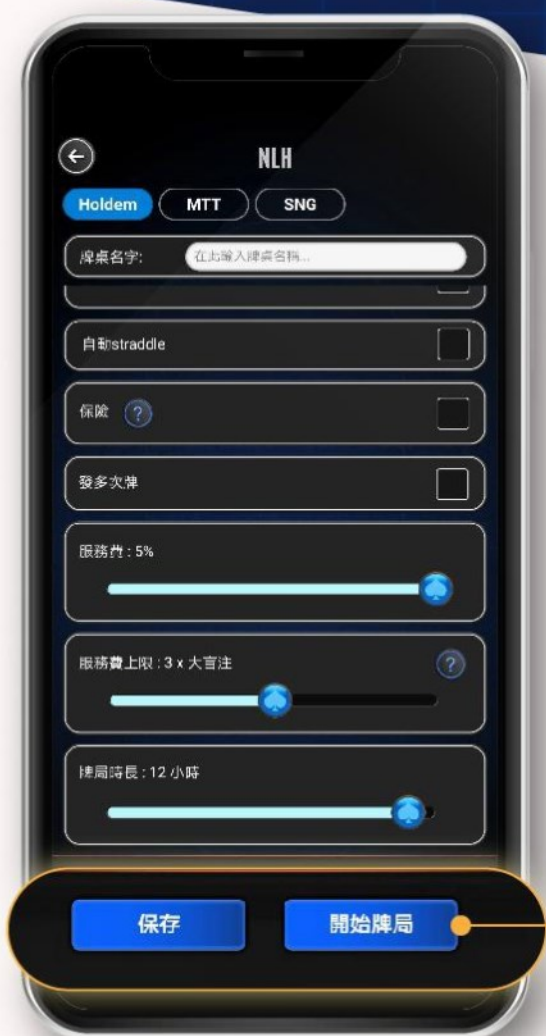 NLH
Holdem MTT SNG
牌桌名字: 在此輸入牌桌名稱...
自動straddle
保險 ?
發多次牌
服務費 : 5%
服務費上限 : 3 x 大盲注 ?
牌局時長 : 12 小時
保存 開始牌局